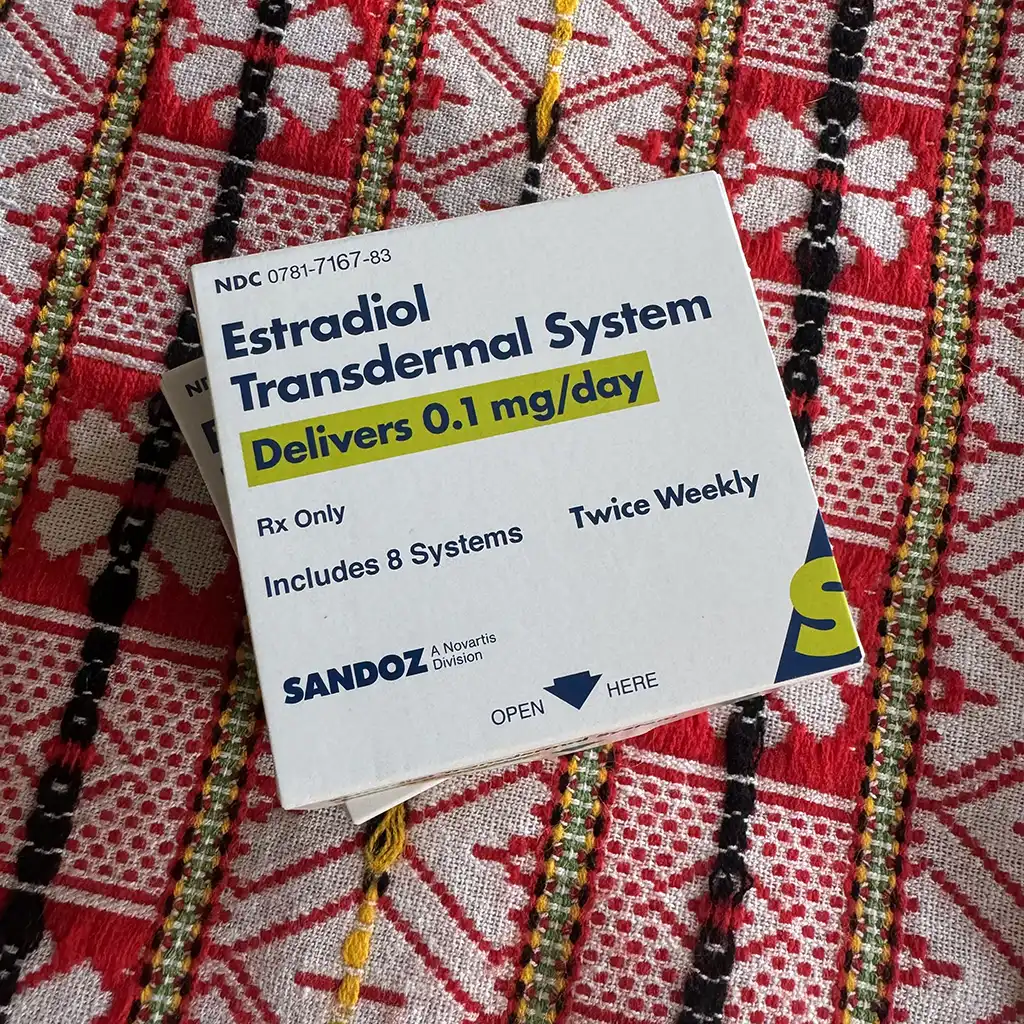 NDC 0781-7167-83
Estradiol
Transdermal System
Delivers 0.1 mg/day
Rx Only
Twice Weekly
Includes 8 Systems
SANDOZ A Novartis
Division
OPEN HERE
S